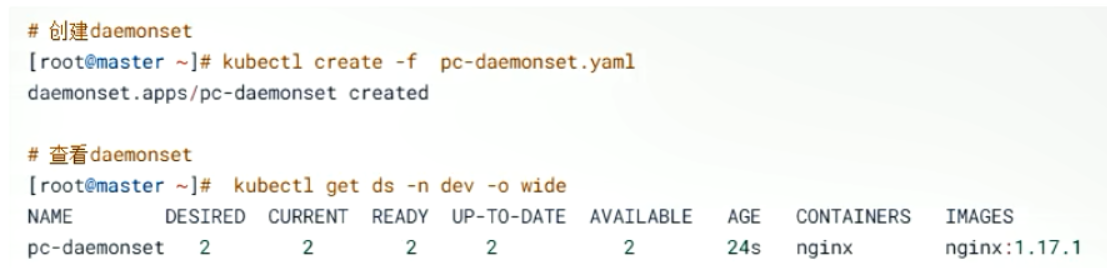 # 创建daemonset
[root@master ~]# kubectl create -f  pc-daemonset.yaml
daemonset.apps/pc-daemonset created
# 查看daemonset
[root@master ~]#  kubectl get ds -n dev -o wide
NAME        DESIRED  CURRENT  READY  UP-TO-DATE  AVAILABLE   AGE   CONTAINERS   IMAGES
pc-daemonset   2        2        2      2           2        24s   nginx        nginx:1.17.1